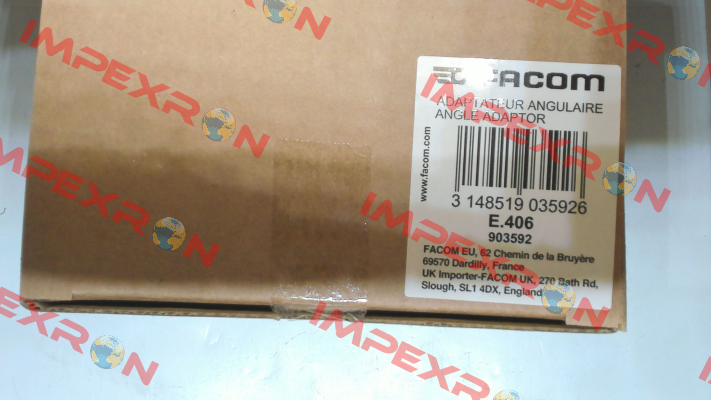 FACOM
ADAPTATEUR ANGULAIRE
ANGLE ADAPTOR
www.facom.com
3 148519 035926
E.406
903592
FACOM EU, 62 Chemin de la Bruyère
69570 Dardilly, France
UK Importer-FACOM UK, 270 Bath Rd,
Slough, SL1 4DX, England
IMPEXRON
IMPEXRON
IMPEXRON
IMPEXRON
IMPEXRON
IMPEXRON
IMPEXRON